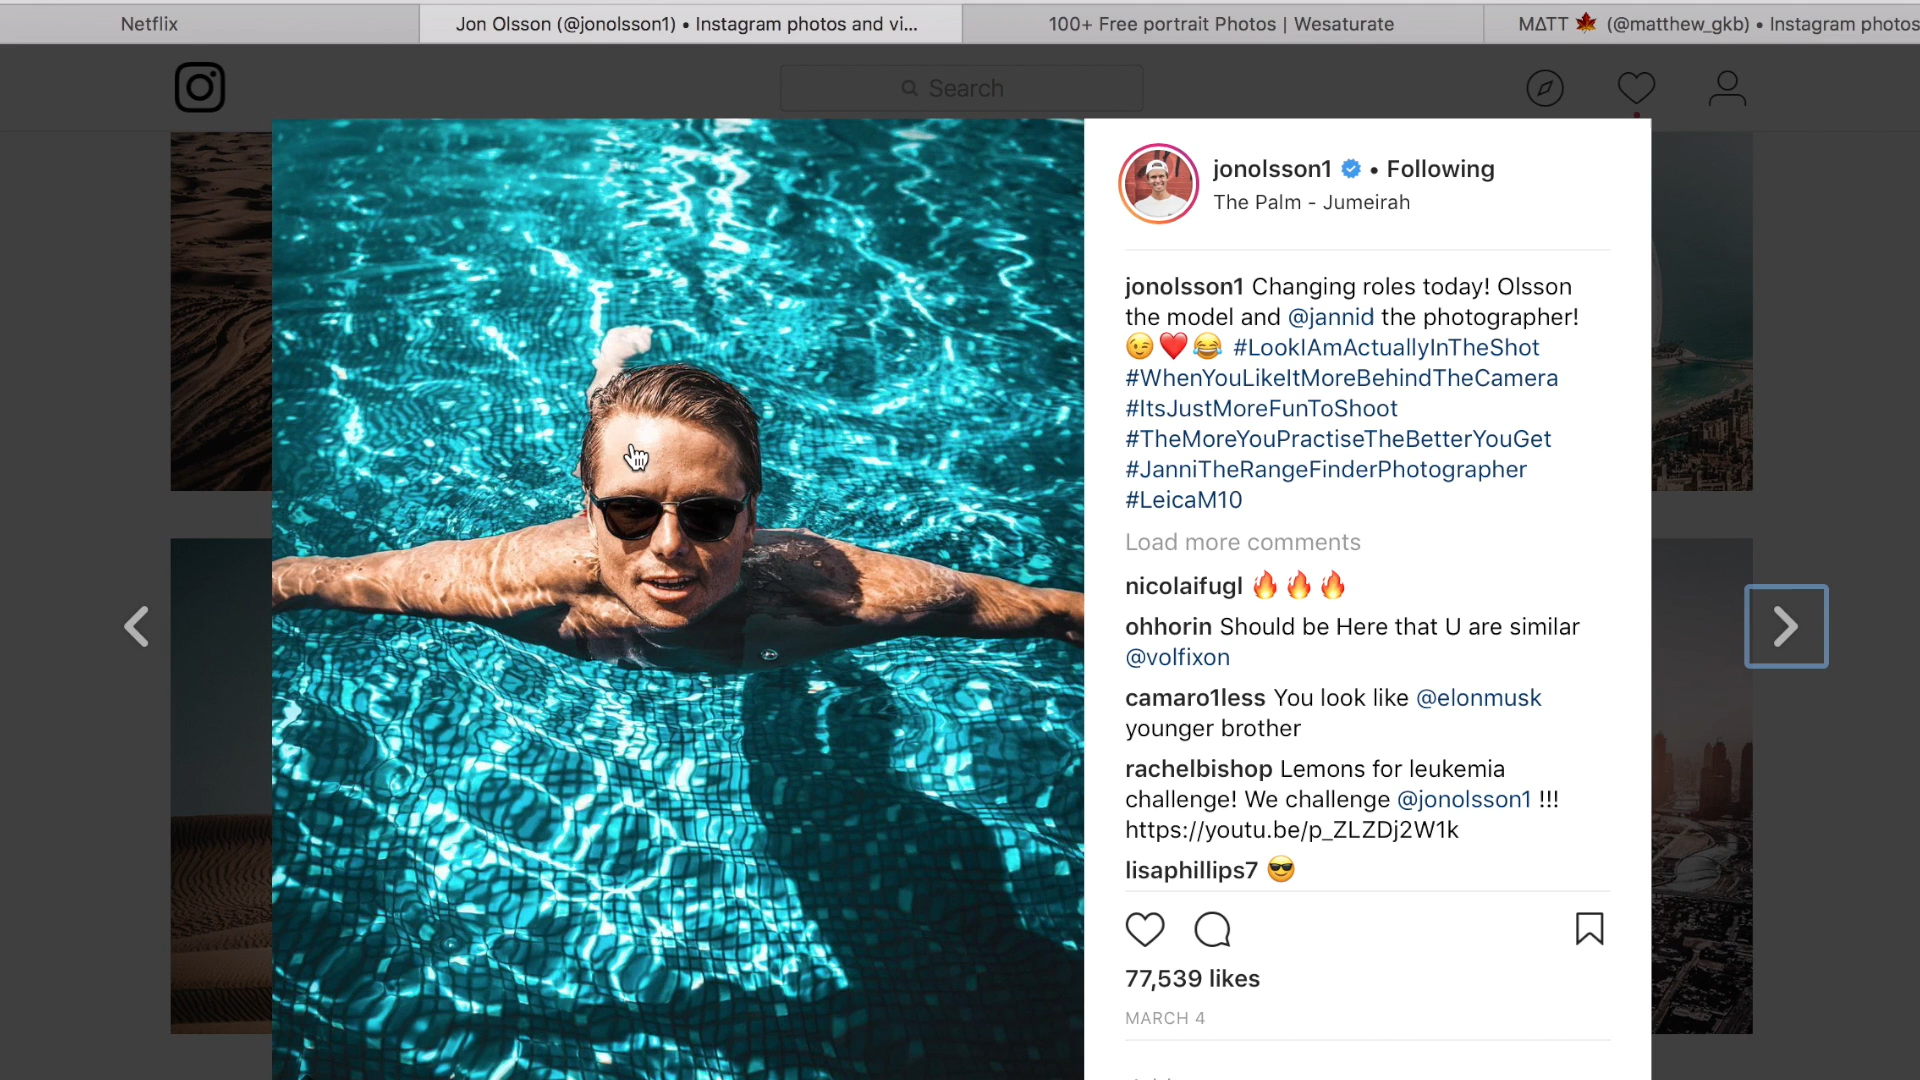 Netflix
Jon Olsson (@jonolsson1) • Instagram photos and vi...
100+ Free portrait Photos | Wesaturate
MΔTT 🍁 (@matthew_gkb) • Instagram photos
Search
jonolsson1 • Following
The Palm - Jumeirah
jonolsson1 Changing roles today! Olsson
the model and @jannid the photographer!
😉❤️😂 #LookIAmActuallyInTheShot
#WhenYouLikeItMoreBehindTheCamera
#ItsJustMoreFunToShoot
#TheMoreYouPractiseTheBetterYouGet
#JanniTheRangeFinderPhotographer
#LeicaM10
Load more comments
nicolaifugl 🔥🔥🔥
ohhorin Should be Here that U are similar
@volfixon
camaro1less You look like @elonmusk
younger brother
rachelbishop Lemons for leukemia
challenge! We challenge @jonolsson1 !!!
https://youtu.be/p_ZLZDj2W1k
lisaphillips7 😎
77,539 likes
MARCH 4